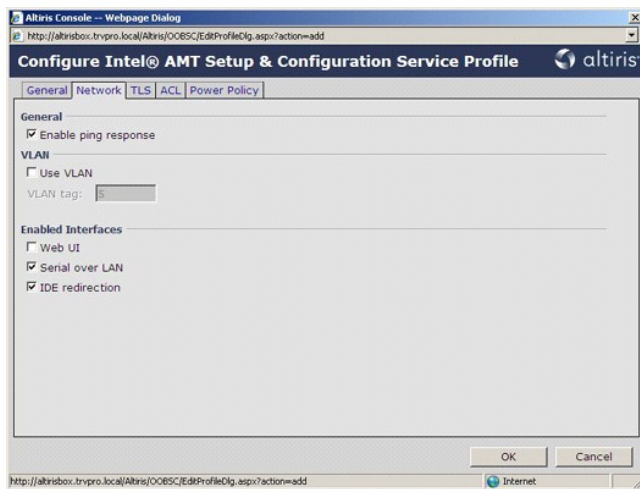 Altiris Console -- Webpage Dialog
http://altirisbox.trvpro.local/Altiris/OOBSC/EditProfileDlg.aspx?action=add
Configure Intel® AMT Setup & Configuration Service Profile altiris
General Network TLS ACL Power Policy
General
Enable ping response
VLAN
Use VLAN
VLAN tag: 5
Enabled Interfaces
Web UI
Serial over LAN
IDE redirection
OK Cancel
http://altirisbox.trvpro.local/Altiris/OOBSC/EditProfileDlg.aspx?action=add Internet